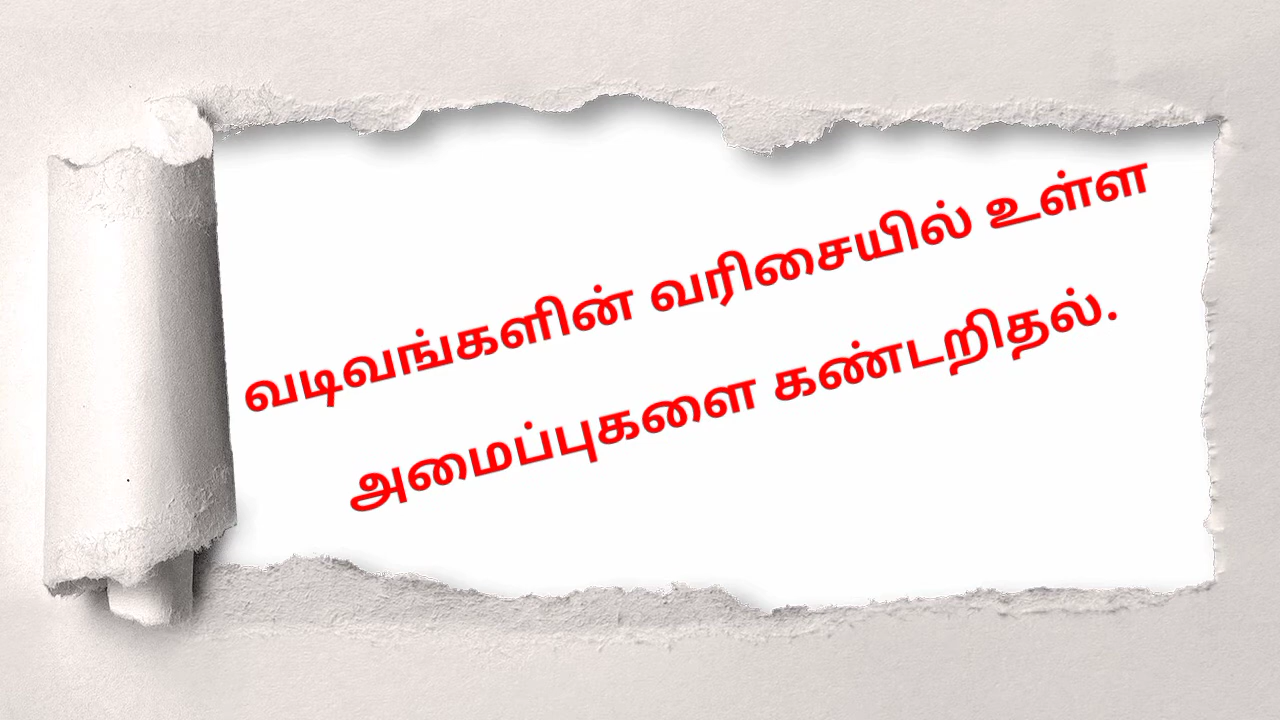 வடிவங்களின் வரிசையில் உள்ள
அமைப்புகளை கண்டறிதல்.